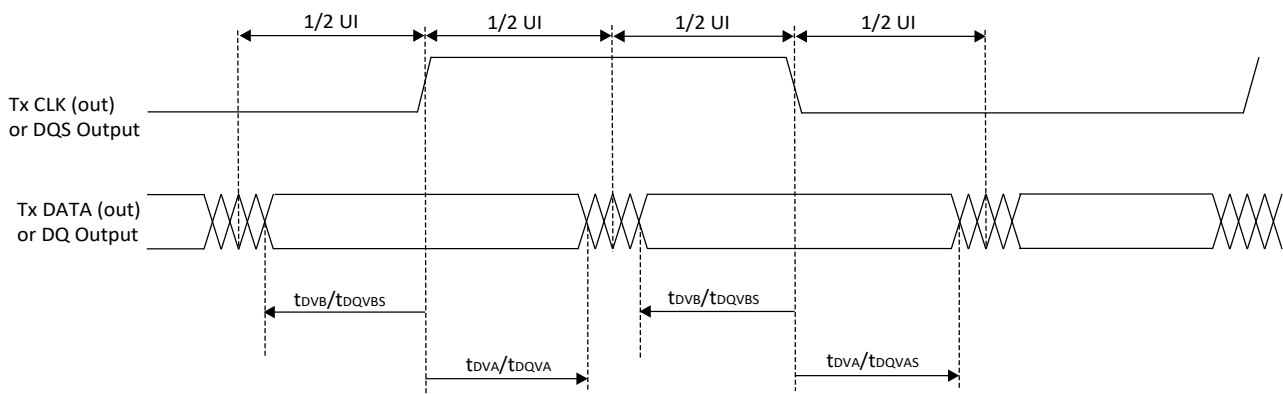 1/2 UI
1/2 UI
1/2 UI
1/2 UI
Tx CLK (out)
or DQS Output
Tx DATA (out)
or DQ Output
tDVB/tDQVBS
tDVB/tDQVBS
tDVA/tDQVA
tDVA/tDQVAS